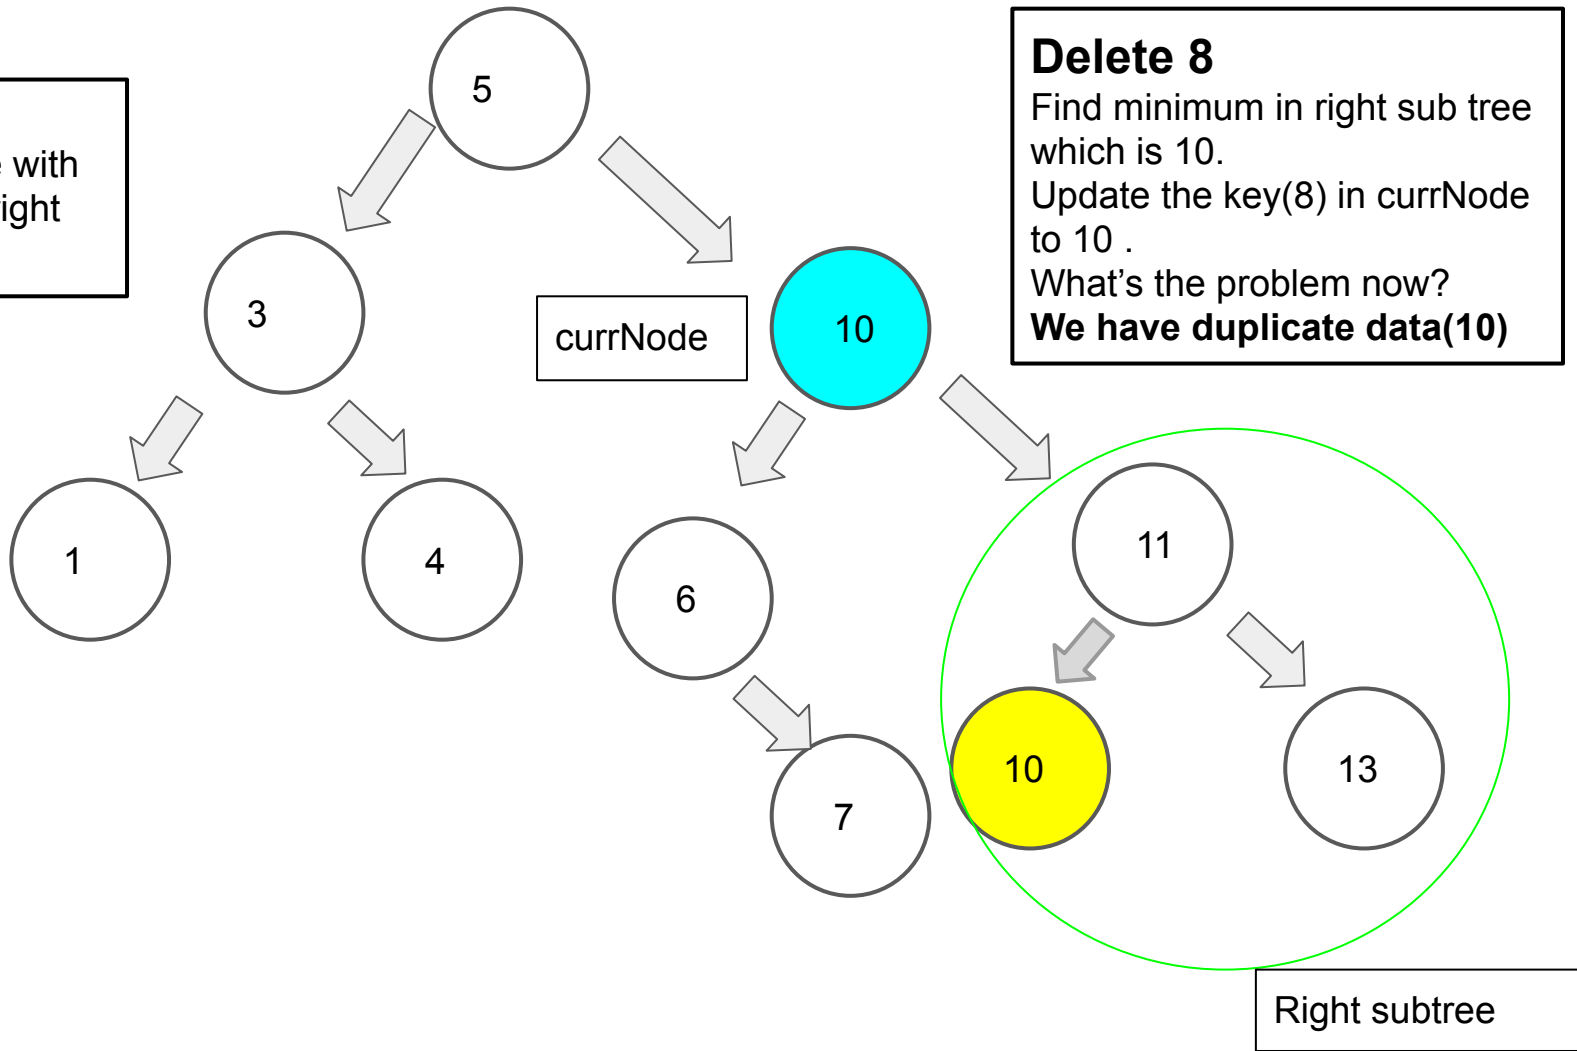 5
Delete 8
Find minimum in right sub tree
which is 10.
Update the key(8) in currNode
to 10 .
What's the problem now?
We have duplicate data(10)
with
ight
3
currNode
10
1
4
6
11
7
10
13
Right subtree